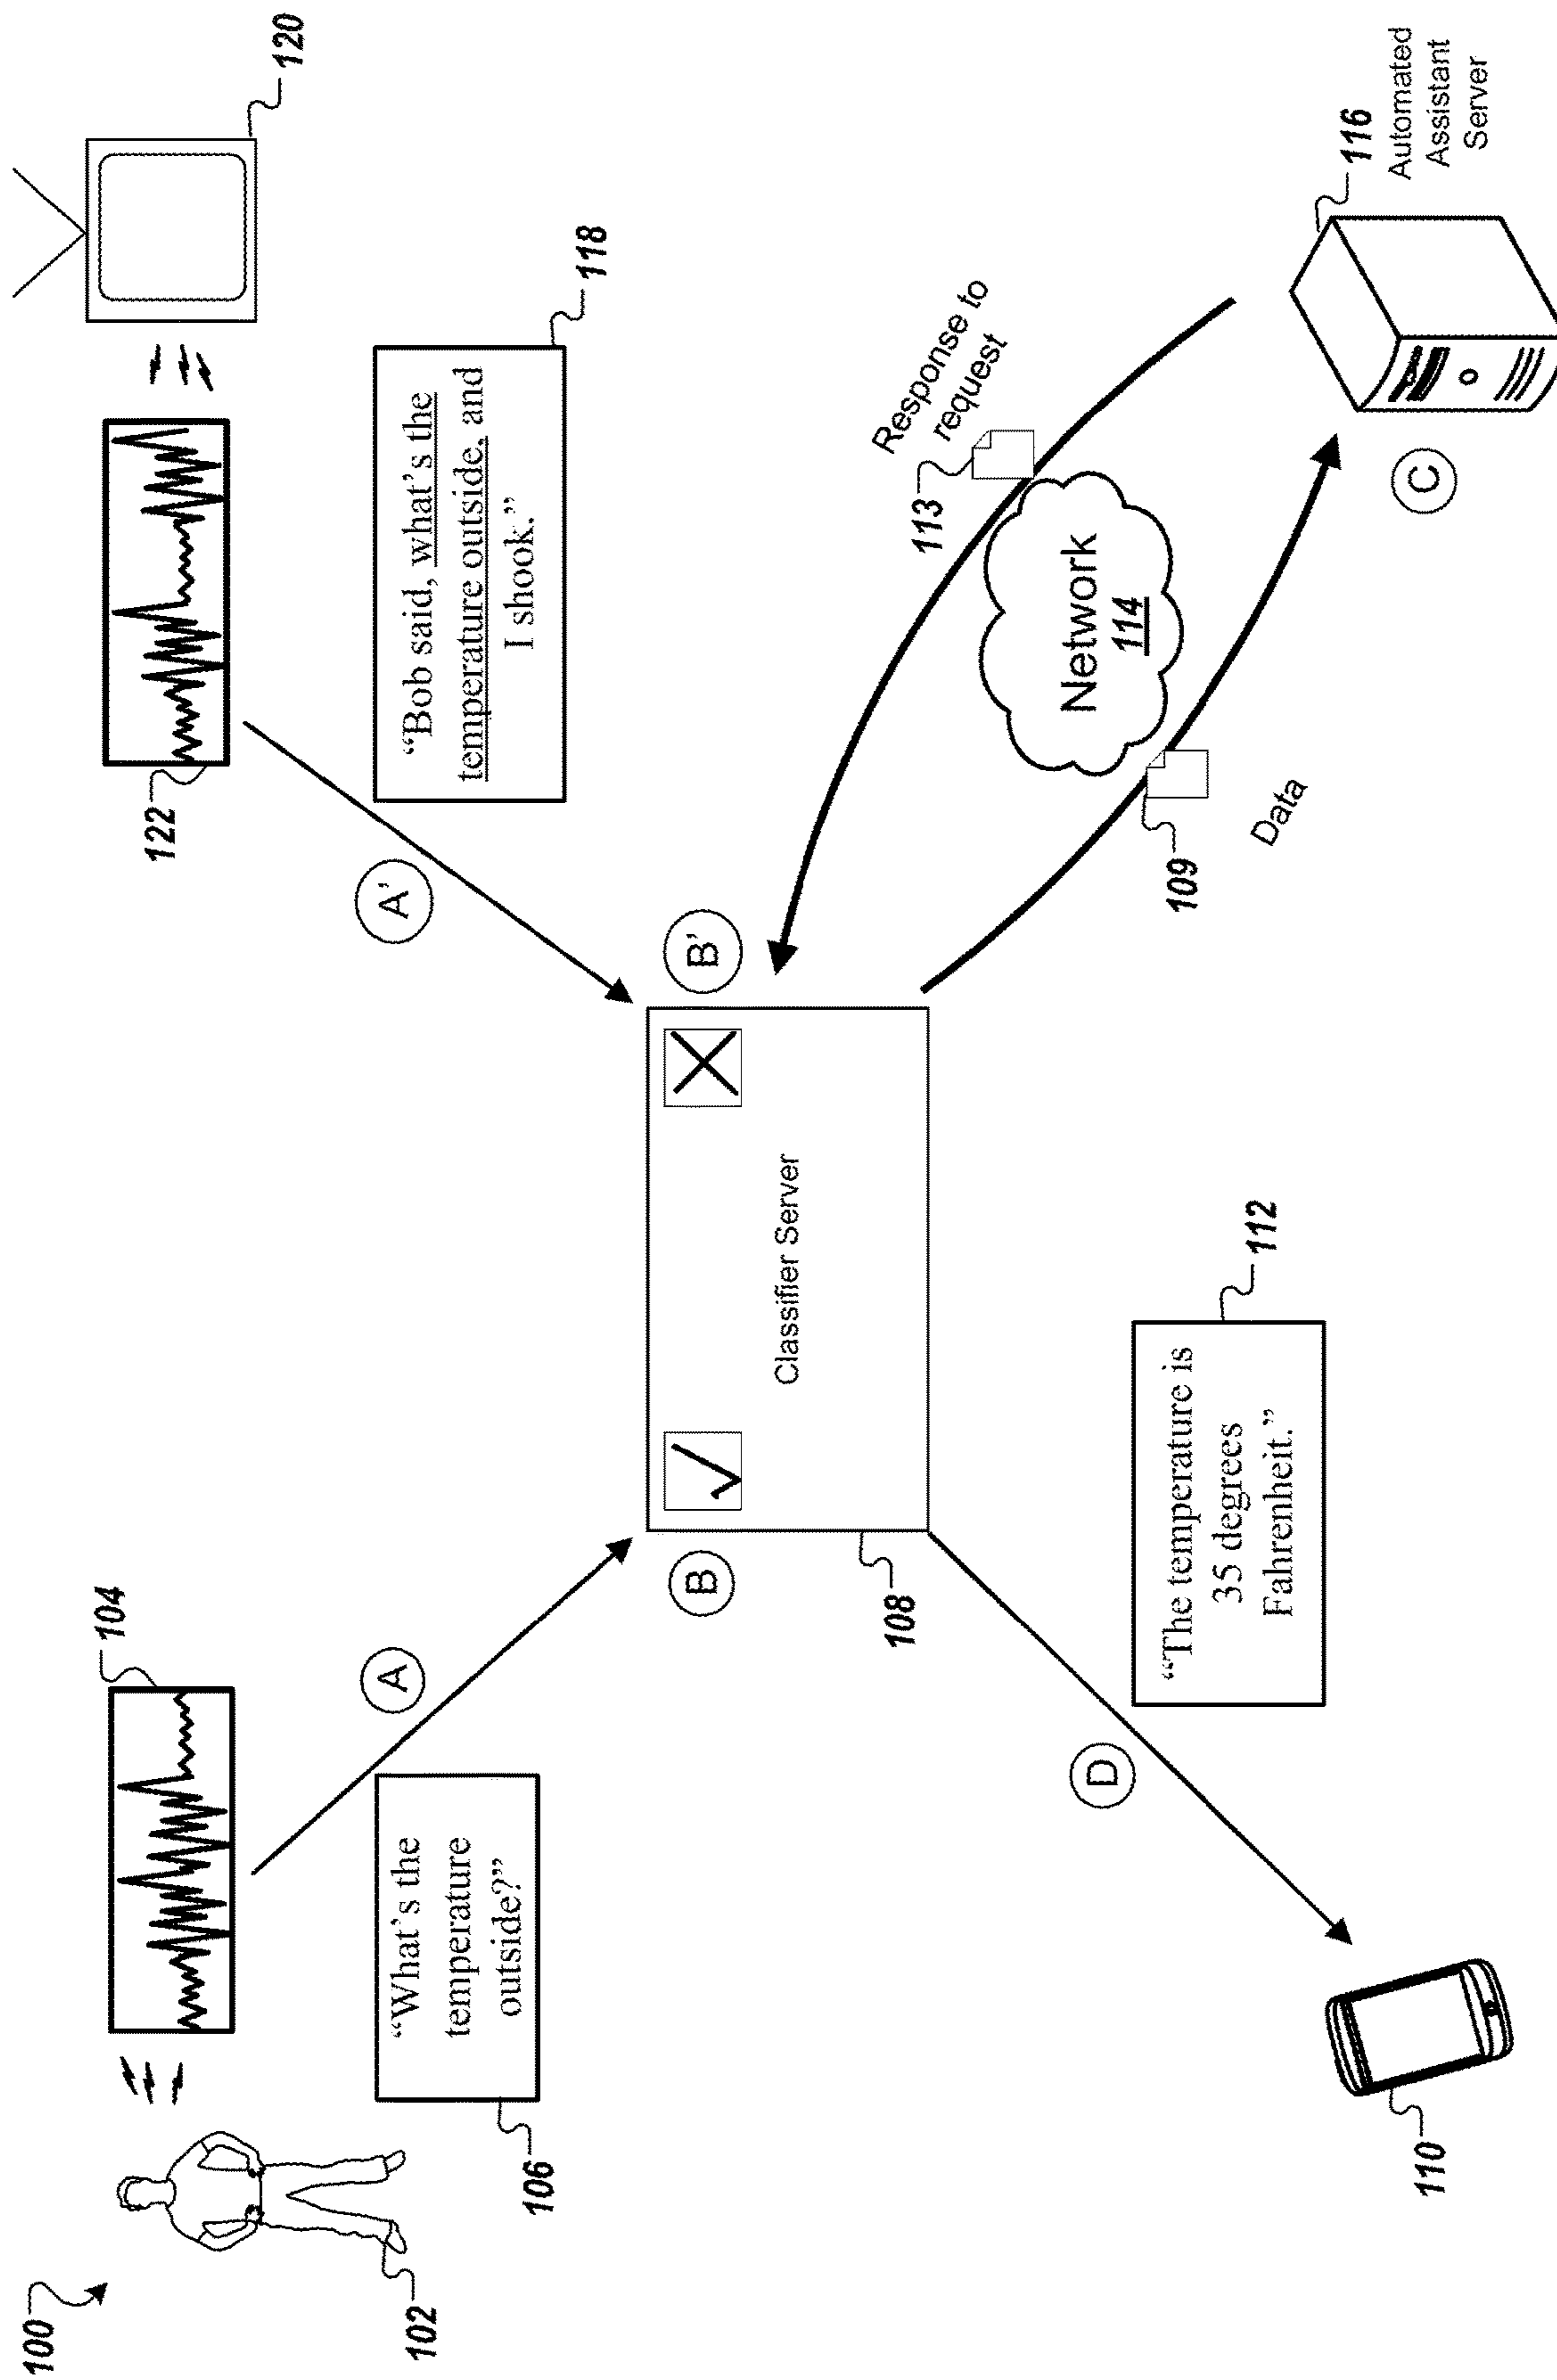 100
102
104
"What's the
temperature
outside?"
106
A
122
120
"Bob said, what's the
temperature outside, and
I shook."
118
A'
B
Classifier Server
108
B'
Response to
request
113
Network
114
109
Data
116
Automated
Assistant
Server
C
D
"The temperature is
35 degrees
Fahrenheit."
112
110